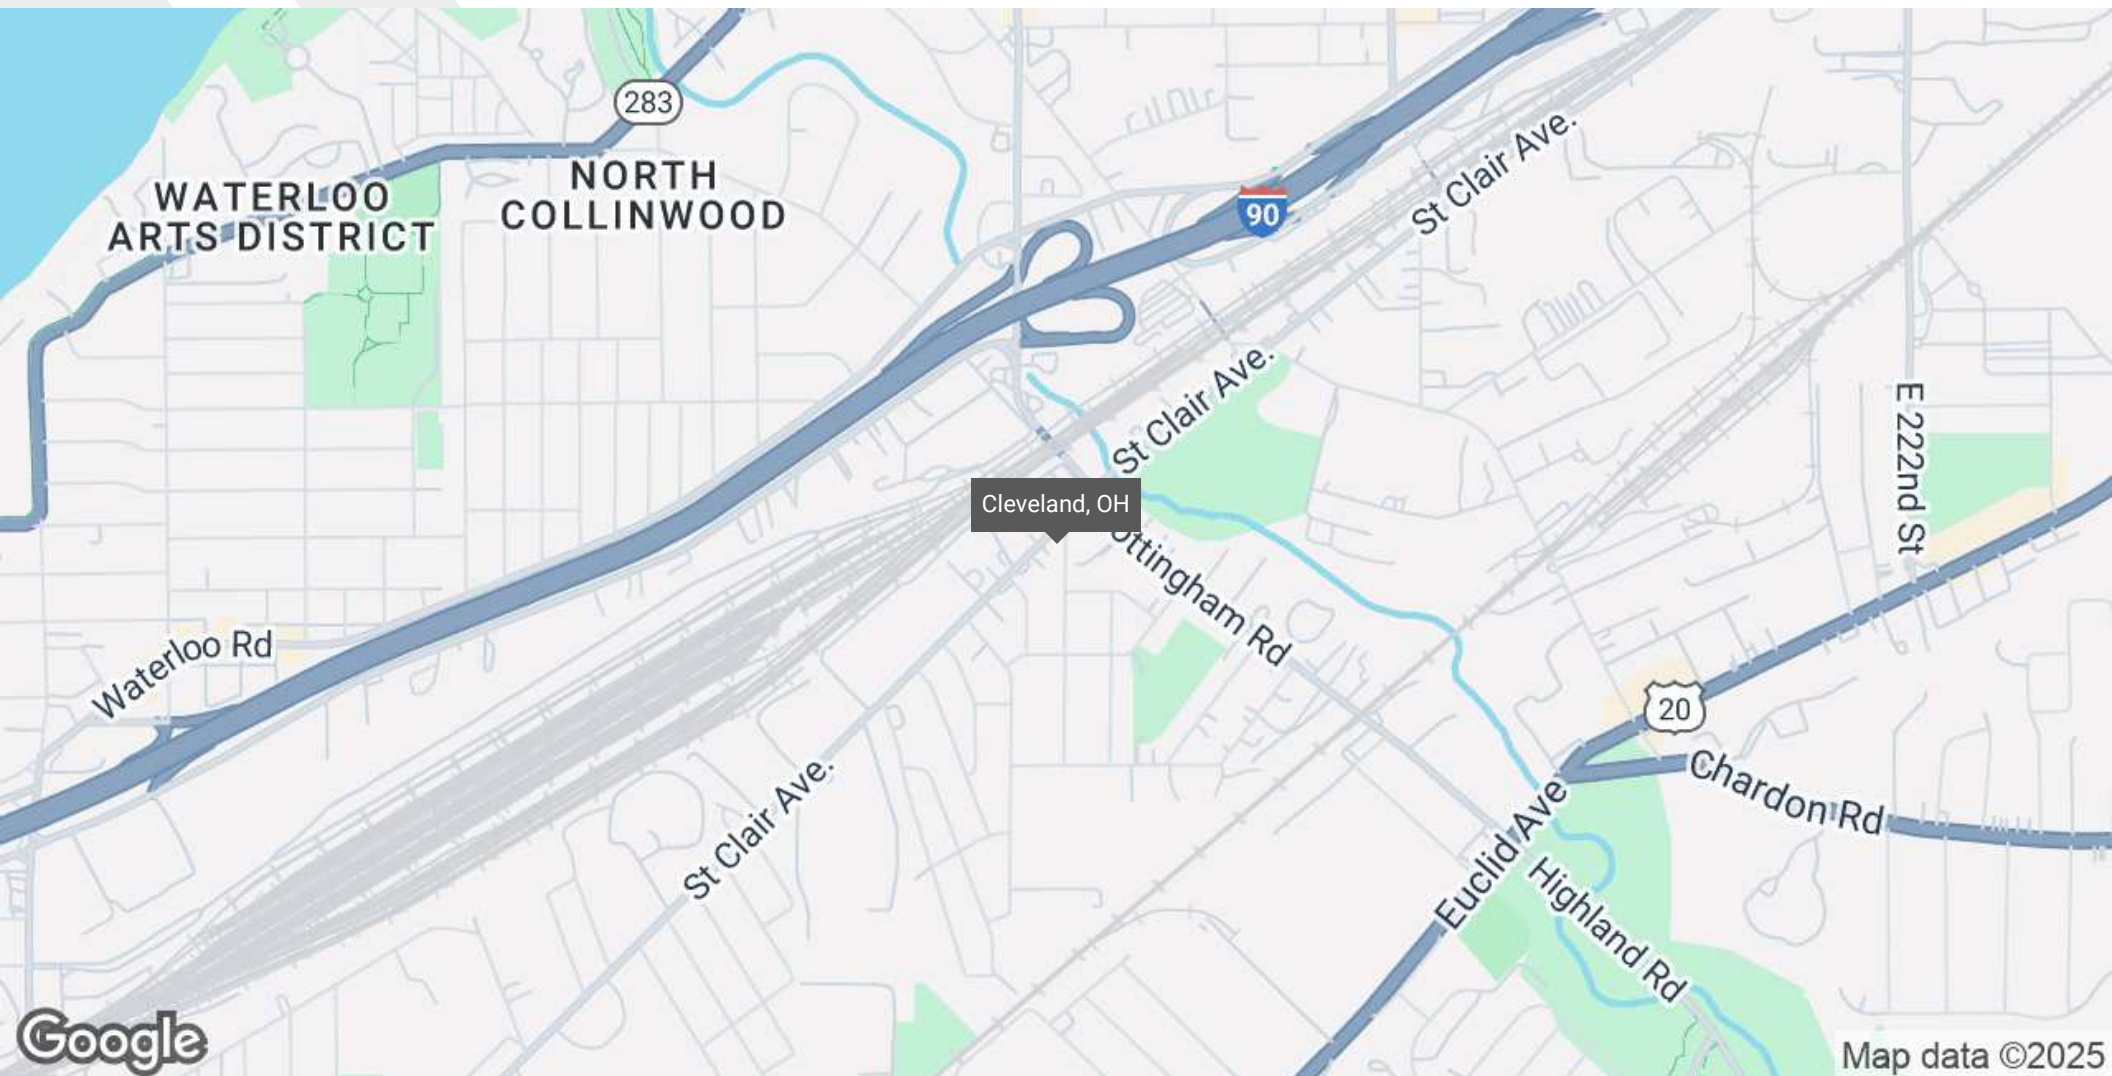 283
WATERLOO
ARTS DISTRICT
NORTH
COLLINWOOD
90
St Clair Ave.
St Clair Ave.
E 222nd St
Cleveland, OH
ottingham Rd
Waterloo Rd
20
Chardon Rd
St Clair Ave.
Euclid Ave
Highland Rd
Google
Map data ©2025